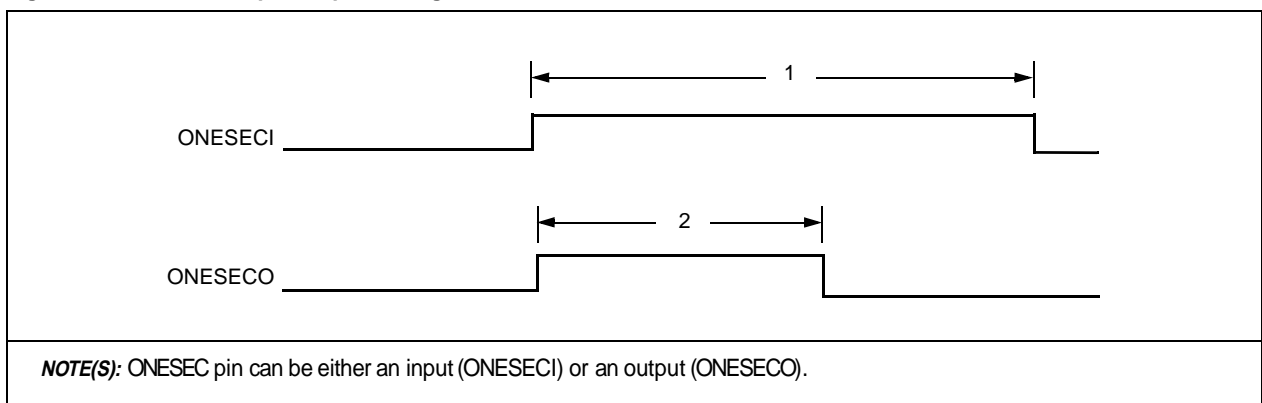 1
ONESECI
2
ONESECO
NOTE(S): ONESEC pin can be either an input (ONESECI) or an output (ONESECO).